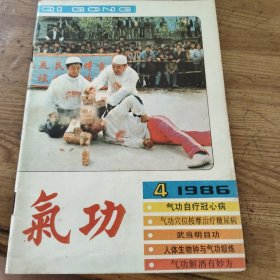 QI GONG
4 1986
氣功
气功自疗冠心病
气功穴位按摩治疗糖尿病
武当明目功
人体生物钟与气功锻炼
气功解酒有妙方